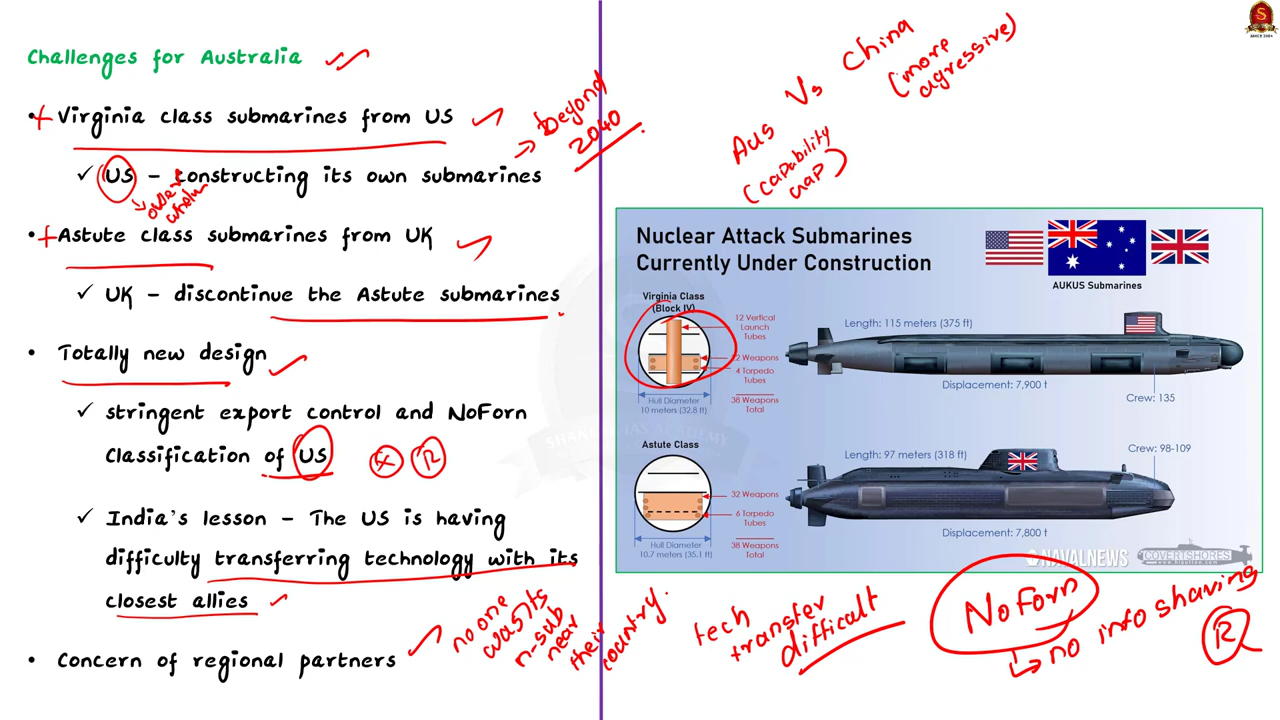 Challenges for Australia
• Virginia class submarines from US
✓ US – constructing its own submarines
overwhelm
→ beyond
2040
• Astute class submarines from UK
✓ UK – discontinue the Astute submarines
• Totally new design
✓ stringent export control and NoForn
Classification of US
R
✓ India's lesson – The US is having
difficulty transferring technology with its
closest allies
• Concern of regional partners
no one
wants
n-sub
near
their
country.
Aus Vs China
(capability
gap)
(more
agressive)
S
SINCE 2004
Nuclear Attack Submarines
Currently Under Construction
AUKUS Submarines
Virginia Class
(Block IV)
12 Vertical
Launch
Tubes
22 Weapons
4 Torpedo
Tubes
38 Weapons
Total
Hull Diameter
10 meters (32.8 ft)
Length: 115 meters (375 ft)
Displacement: 7,900 t
Crew: 135
Astute Class
32 Weapons
6 Torpedo
Tubes
38 Weapons
Total
Hull Diameter
10.7 meters (35.1 ft)
Length: 97 meters (318 ft)
Crew: 98-109
Displacement: 7,800 t
NAVALNEWS
COVERTSHORES
tech
transfer
difficult
NoForn
↳ no info sharing
R